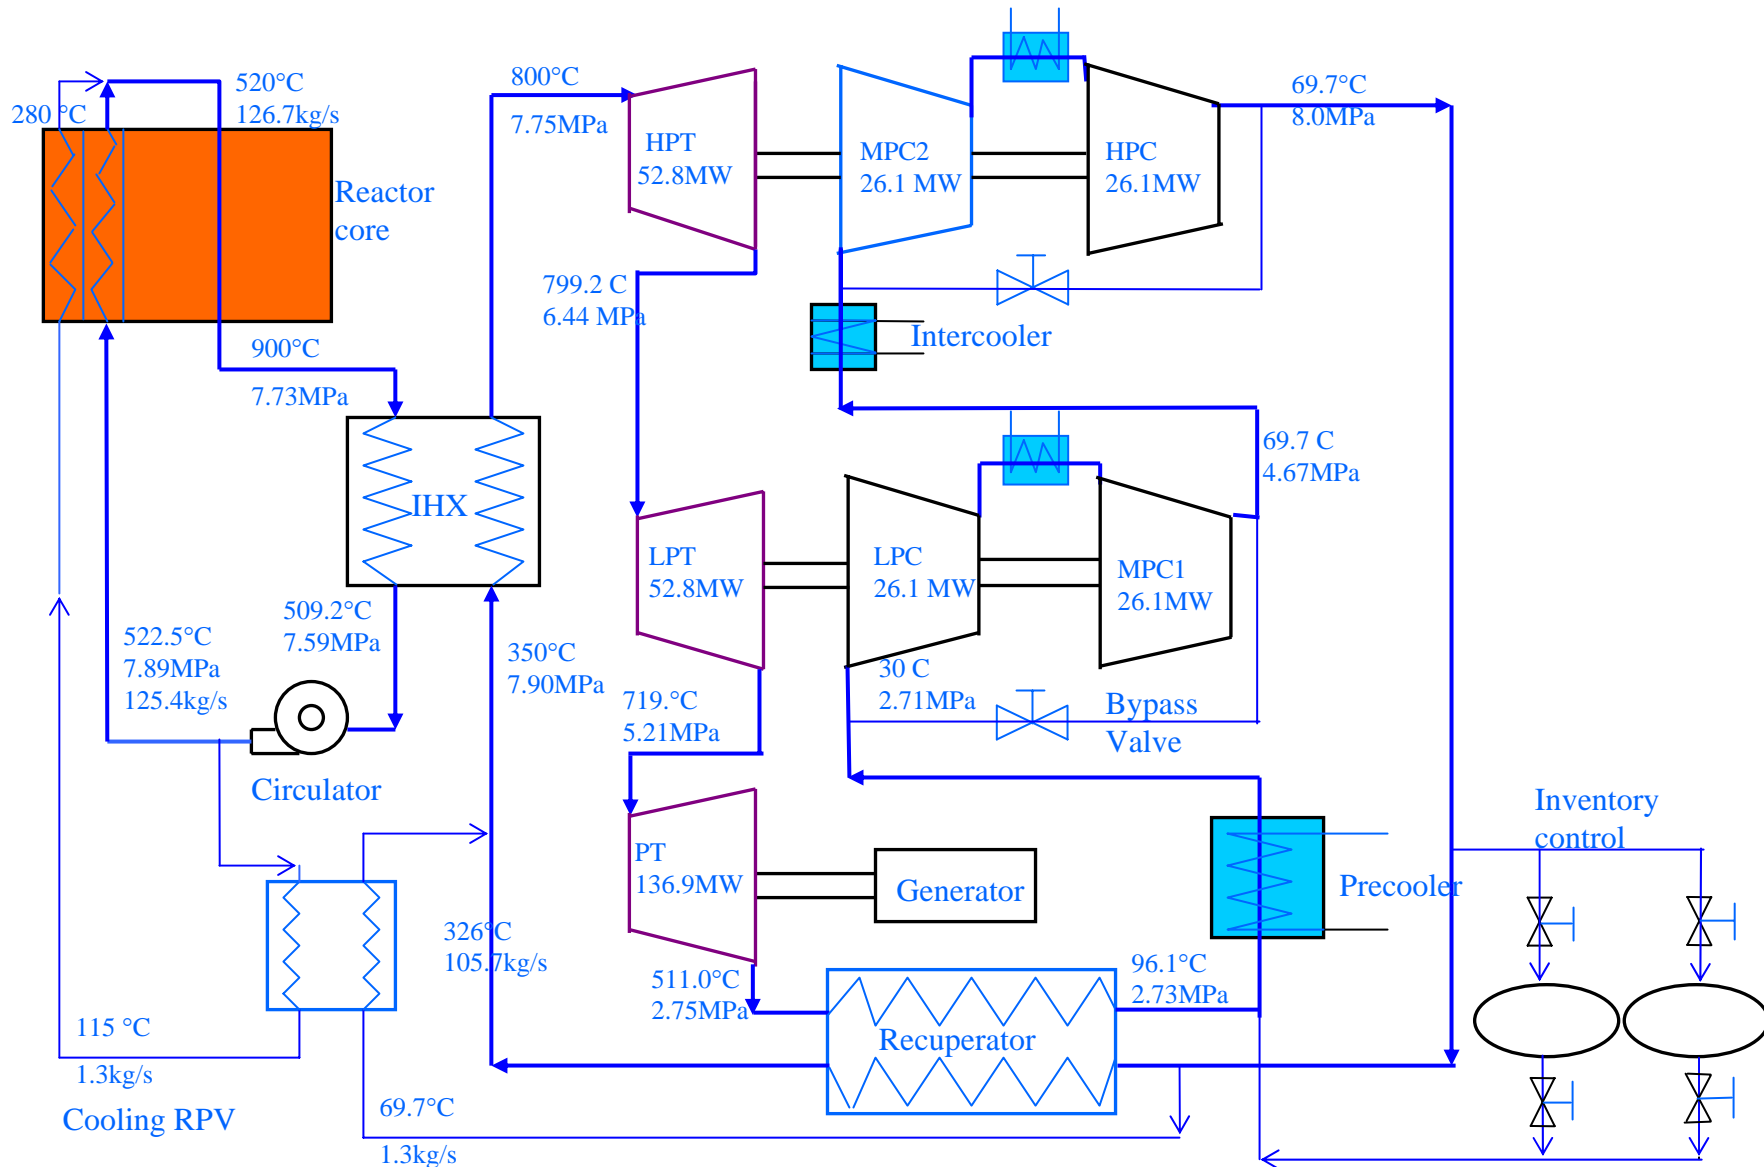 280 °C
520°C
126.7kg/s
Reactor
core
900°C
7.73MPa
IHX
509.2°C
7.59MPa
522.5°C
7.89MPa
125.4kg/s
Circulator
115 °C
1.3kg/s
Cooling RPV
69.7°C
1.3kg/s
326°C
105.7kg/s
350°C
7.90MPa
800°C
7.75MPa
HPT
52.8MW
MPC2
26.1 MW
HPC
26.1MW
69.7°C
8.0MPa
799.2 C
6.44 MPa
Intercooler
69.7 C
4.67MPa
LPT
52.8MW
LPC
26.1 MW
MPC1
26.1MW
30 C
2.71MPa
Bypass
Valve
719.°C
5.21MPa
PT
136.9MW
Generator
Precooler
Inventory
control
511.0°C
2.75MPa
96.1°C
2.73MPa
Recuperator